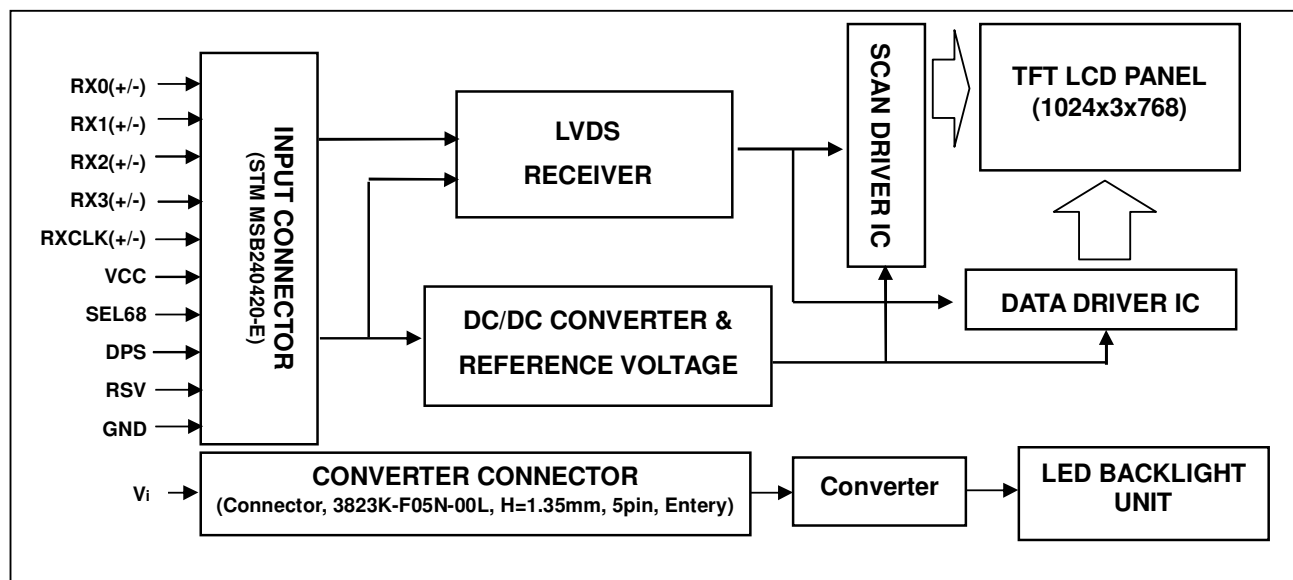 RX0(+/-)
RX1(+/-)
RX2(+/-)
RX3(+/-)
RXCLK(+/-)
VCC
SEL68
DPS
RSV
GND
INPUT CONNECTOR
(STM MSB240420-E)
LVDS
RECEIVER
DC/DC CONVERTER &
REFERENCE VOLTAGE
SCAN DRIVER IC
TFT LCD PANEL
(1024x3x768)
DATA DRIVER IC
Vi
CONVERTER CONNECTOR
(Connector, 3823K-F05N-00L, H=1.35mm, 5pin, Entery)
Converter
LED BACKLIGHT
UNIT